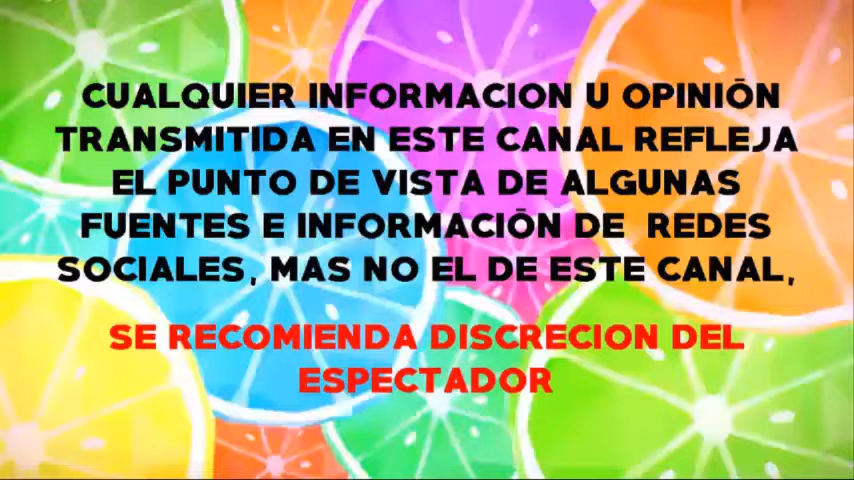 CUALQUIER INFORMACION U OPINIÓN
TRANSMITIDA EN ESTE CANAL REFLEJA
EL PUNTO DE VISTA DE ALGUNAS
FUENTES E INFORMACIÓN DE REDES
SOCIALES, MAS NO EL DE ESTE CANAL,
SE RECOMIENDA DISCRECION DEL
ESPECTADOR